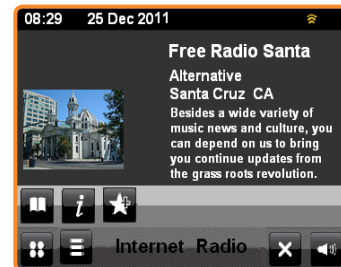 08:29 25 Dec 2011
Free Radio Santa
Alternative
Santa Cruz CA
Besides a wide variety of
music news and culture, you
can depend on us to bring
you continue updates from
the grass roots revolution.
i
Internet Radio